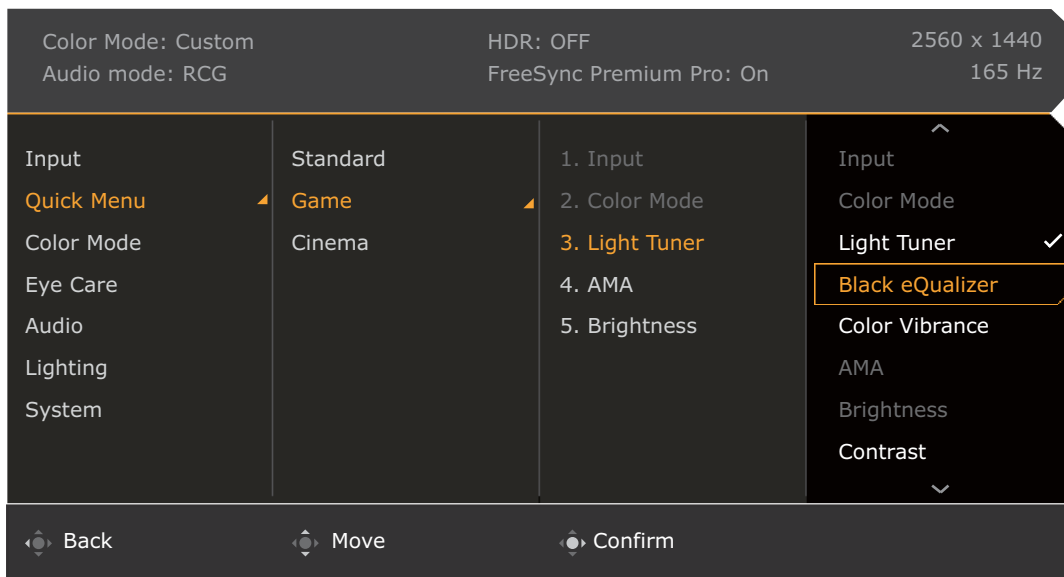 Color Mode: Custom
HDR: OFF
2560 x 1440
Audio mode: RCG
FreeSync Premium Pro: On
165 Hz
Input
Quick Menu
Color Mode
Eye Care
Audio
Lighting
System
Standard
Game
Cinema
1. Input
2. Color Mode
3. Light Tuner
4. AMA
5. Brightness
Input
Color Mode
Light Tuner
Black eQualizer
Color Vibrance
AMA
Brightness
Contrast
Back
Move
Confirm